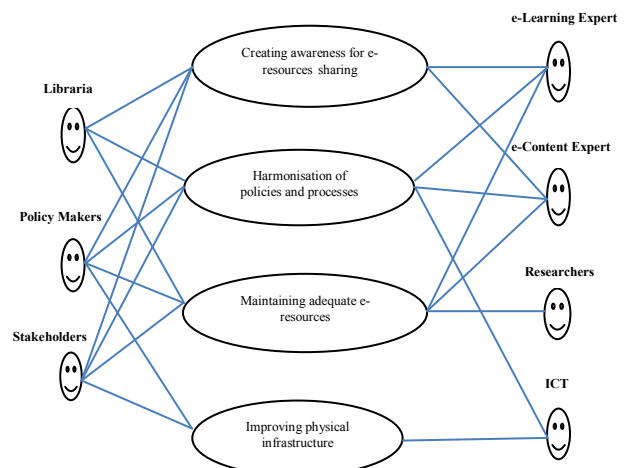 e-Learning Expert
Creating awareness for e-
resources sharing
Libraria
e-Content Expert
Harmonisation of
policies and processes
Policy Makers
Researchers
Maintaining adequate e-
resources
Stakeholders
ICT
Improving physical
infrastructure